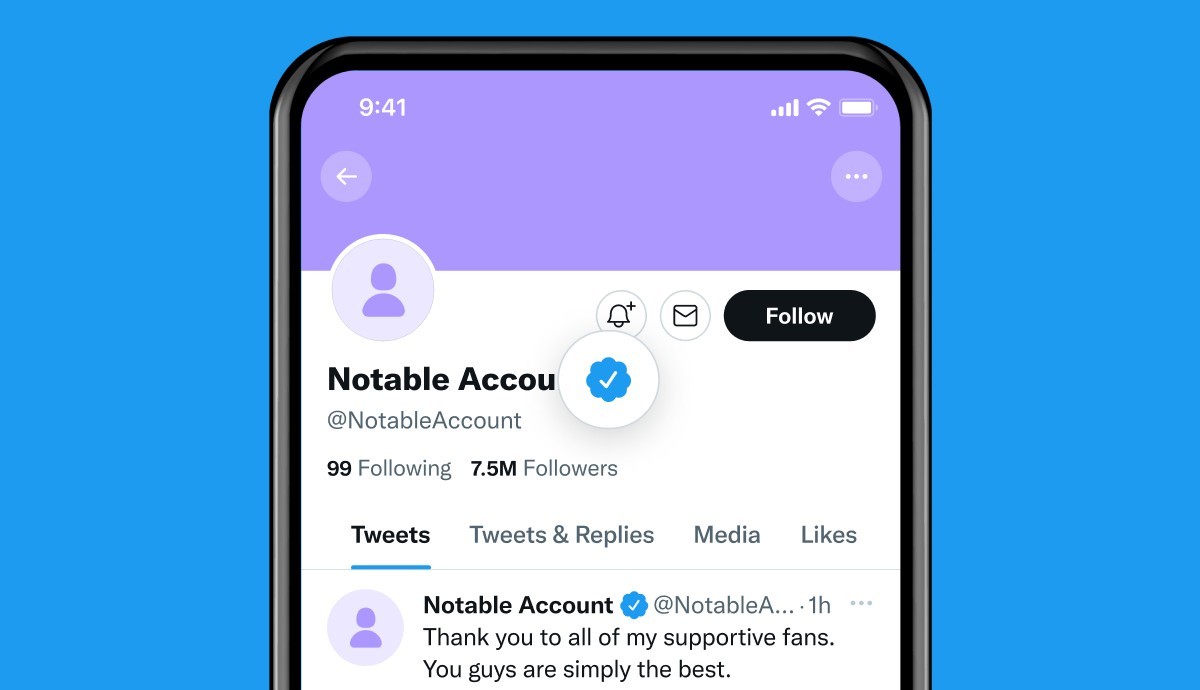 9:41
Follow
Notable Accou
@NotableAccount
99 Following 7.5M Followers
Tweets Tweets & Replies Media Likes
Notable Account @NotableA... · 1h
Thank you to all of my supportive fans.
You guys are simply the best.